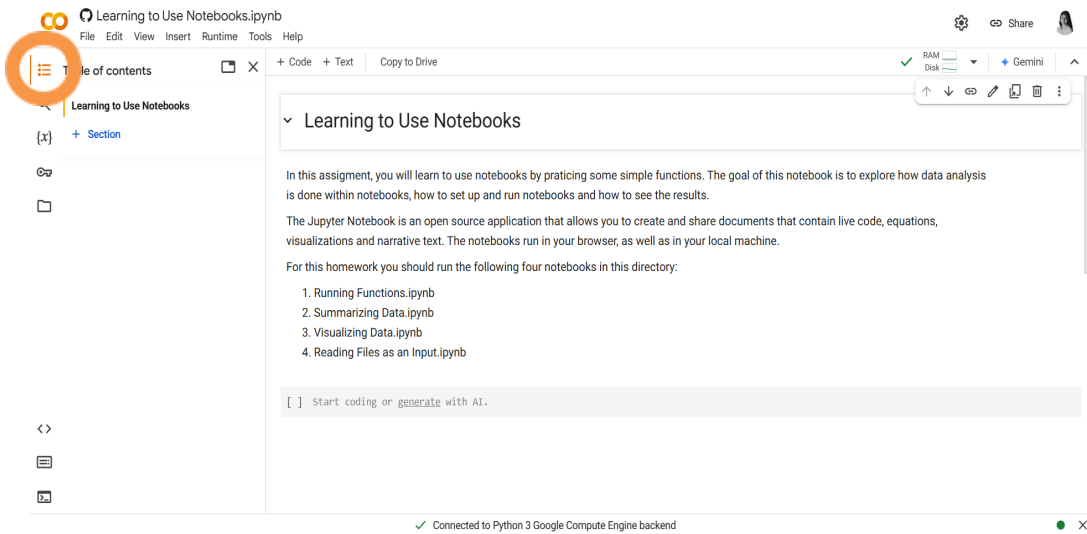 Learning to Use Notebooks.ipynb
File Edit View Insert Runtime Tools Help
Share
of contents
+ Code + Text Copy to Drive
RAM
Disk
Gemini
Learning to Use Notebooks
+ Section
{x}
Learning to Use Notebooks
In this assigment, you will learn to use notebooks by praticing some simple functions. The goal of this notebook is to explore how data analysis
is done within notebooks, how to set up and run notebooks and how to see the results.
The Jupyter Notebook is an open source application that allows you to create and share documents that contain live code, equations,
visualizations and narrative text. The notebooks run in your browser, as well as in your local machine.
For this homework you should run the following four notebooks in this directory:
1. Running Functions.ipynb
2. Summarizing Data.ipynb
3. Visualizing Data.ipynb
4. Reading Files as an Input.ipynb
[ ] Start coding or generate with AI.
Connected to Python 3 Google Compute Engine backend